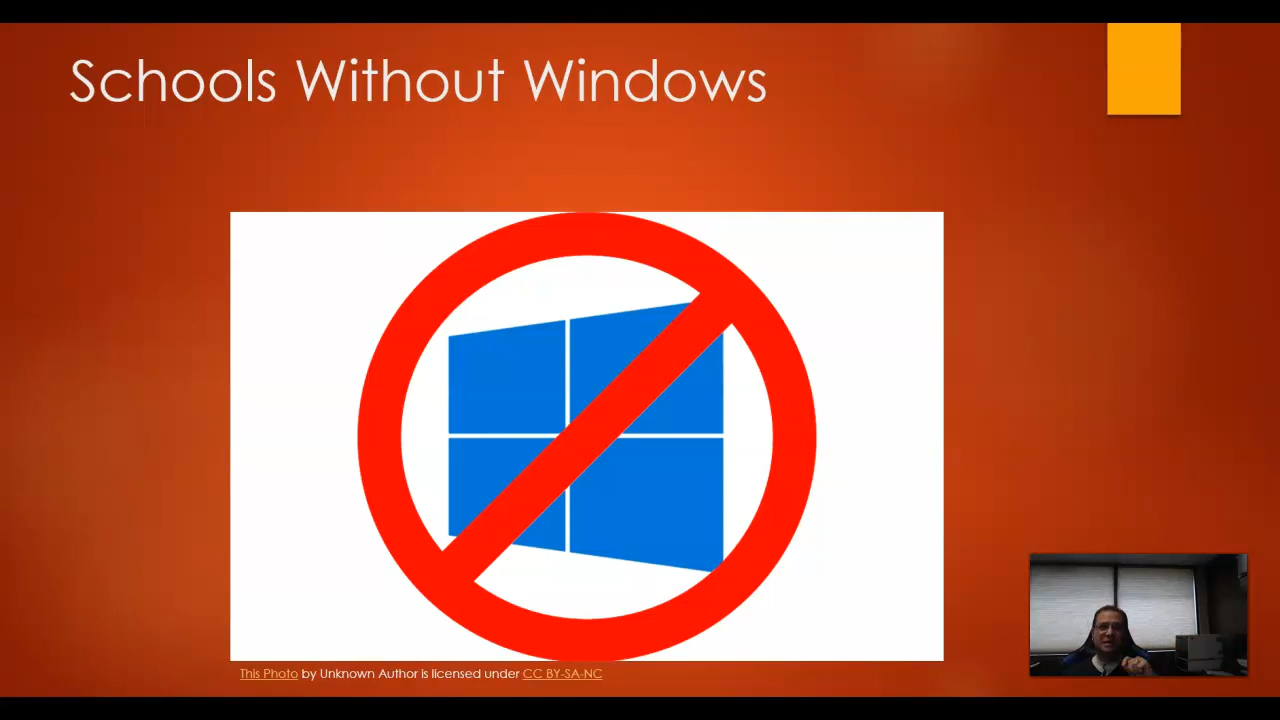 Schools Without Windows
This Photo by Unknown Author is licensed under CC BY-SA-NC